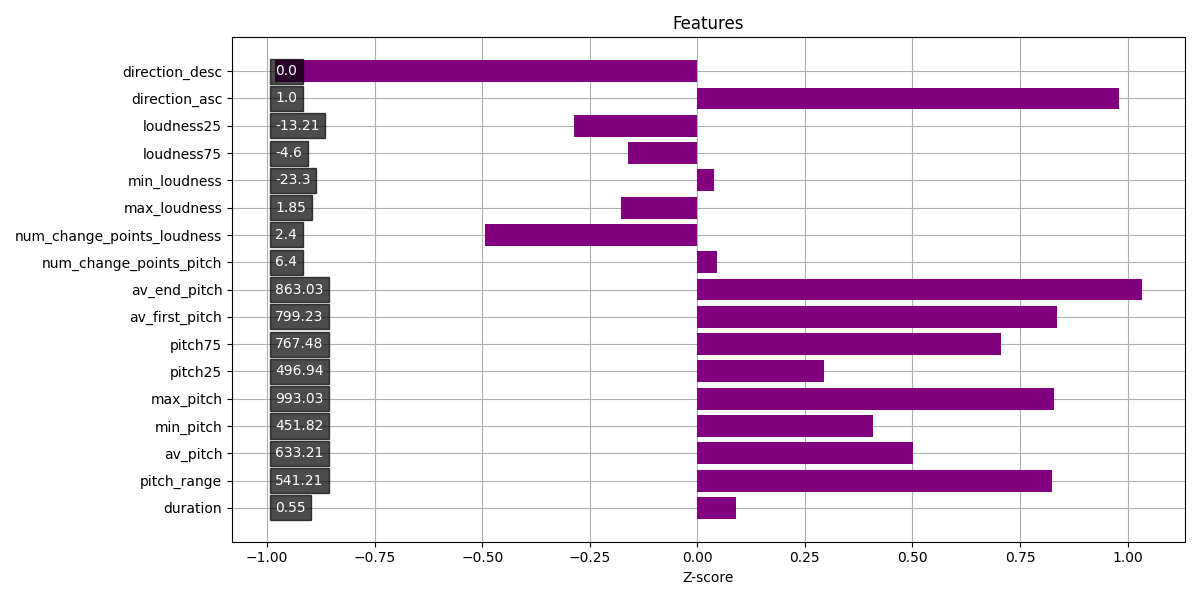 Features
direction_desc 0.0
direction_asc 1.0
loudness25 -13.21
loudness75 -4.6
min_loudness -23.3
max_loudness 1.85
num_change_points_loudness 2.4
num_change_points_pitch 6.4
av_end_pitch 863.03
av_first_pitch 799.23
pitch75 767.48
pitch25 496.94
max_pitch 993.03
min_pitch 451.82
av_pitch 633.21
pitch_range 541.21
duration 0.55
−1.00 −0.75 −0.50 −0.25 0.00 0.25 0.50 0.75 1.00
Z-score